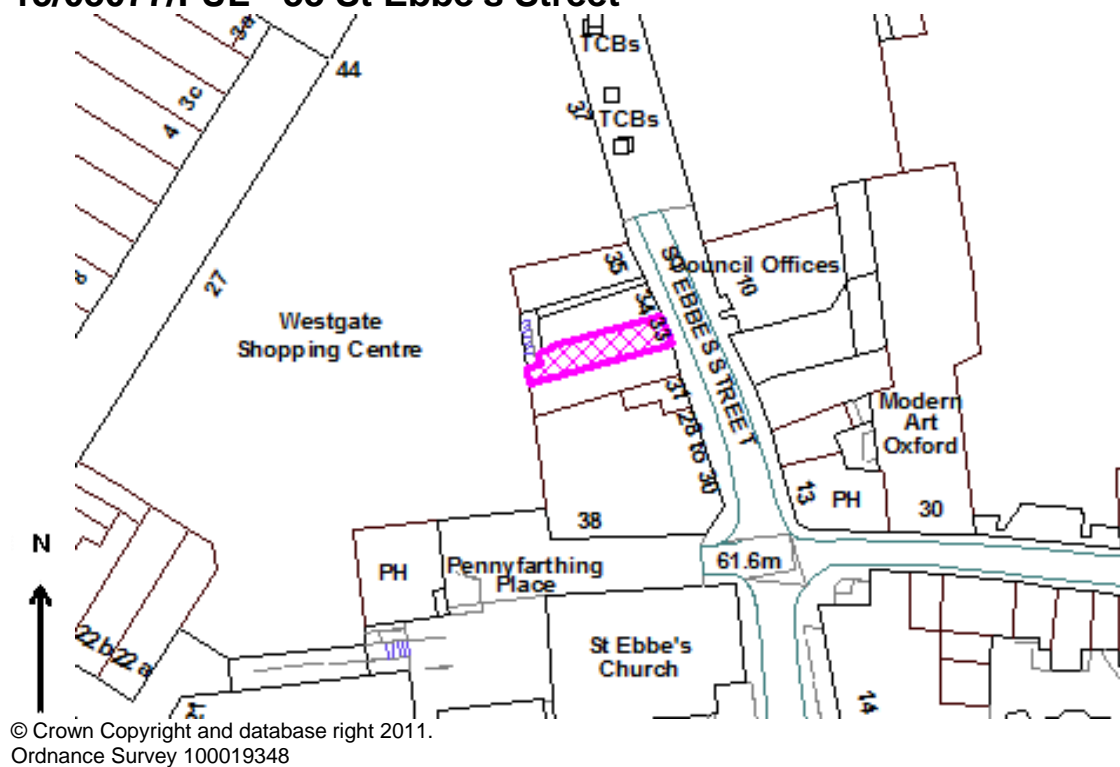 TCBs
3e
44
3c
37
TCBs
4
8
27
35
Council Offices
10
ST EBBE'S STREET
34
33
Westgate
Shopping Centre
31
28 to 30
Modern
Art
Oxford
13
PH
30
38
N
PH
Pennyfarthing
Place
61.6m
St Ebbe's
Church
22b
22a
21
14
© Crown Copyright and database right 2011.
Ordnance Survey 100019348